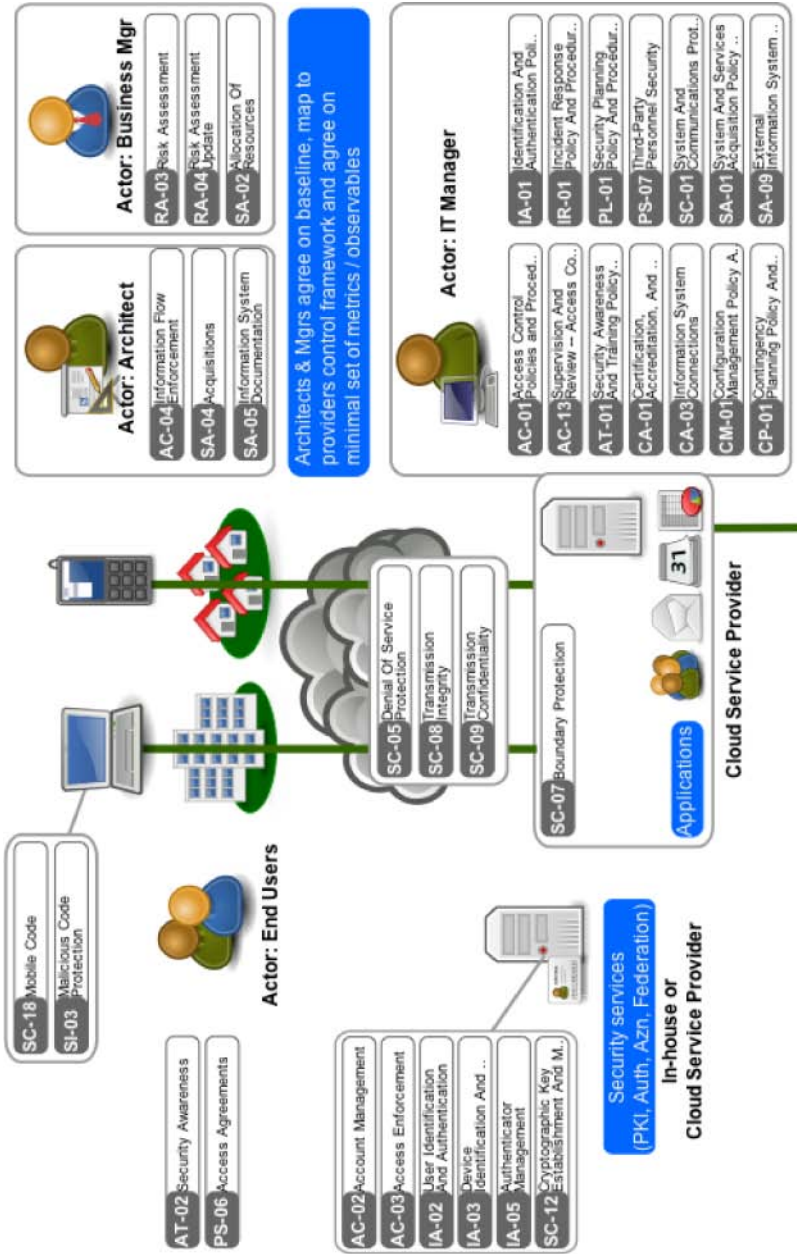 SC-18 Mobile Code
SI-03 Malicious Code
Protection
AT-02 Security Awareness
PS-06 Access Agreements
Actor: End Users
Actor: Architect
AC-04 Information Flow
Enforcement
SA-04 Acquisitions
SA-05 Information System
Documentation
Actor: Business Mgr
RA-03 Risk Assessment
RA-04 Risk Assessment
Update
SA-02 Allocation Of
Resources
Architects & Mgrs agree on baseline, map to
providers control framework and agree on
minimal set of metrics / observables
SC-05 Denial Of Service
Protection
SC-08 Transmission
Integrity
SC-09 Transmission
Confidentiality
AC-02 Account Management
AC-03 Access Enforcement
IA-02 User Identification
And Authentication
IA-03 Device
Identification And ..
IA-05 Authenticator
Management
SC-12 Cryptographic Key
Establishment And M..
Security services
(PKI, Auth, Azn, Federation)
In-house or
Cloud Service Provider
SC-07 Boundary Protection
Applications
31
Cloud Service Provider
Actor: IT Manager
AC-01 Access Control
Policies and Proced..
AC-13 Supervision And
Review -- Access Co..
AT-01 Security Awareness
And Training Policy..
CA-01 Certification,
Accreditation, And ..
CA-03 Information System
Connections
CM-01 Configuration
Management Policy A..
CP-01 Contingency
Planning Policy And..
IA-01 Identification And
Authentication Poli..
IR-01 Incident Response
Policy And Procedur..
PL-01 Security Planning
Policy And Procedur..
PS-07 Third-Party
Personnel Security
SC-01 System And
Communications Prot..
SA-01 System And Services
Acquisition Policy ..
SA-09 External
Information System ..